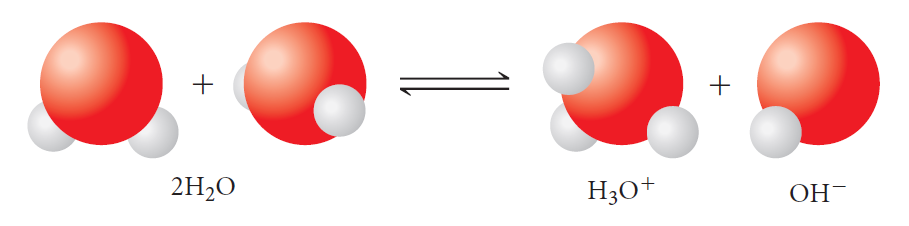 + ⇌ +
2H₂O H₃O⁺ OH⁻